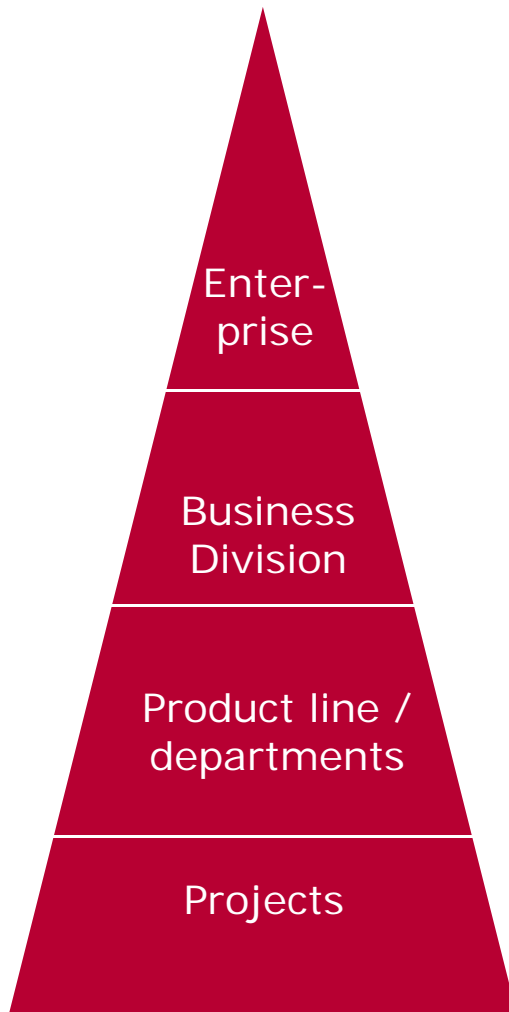 Enter-
prise
Business
Division
Product line /
departments
Projects